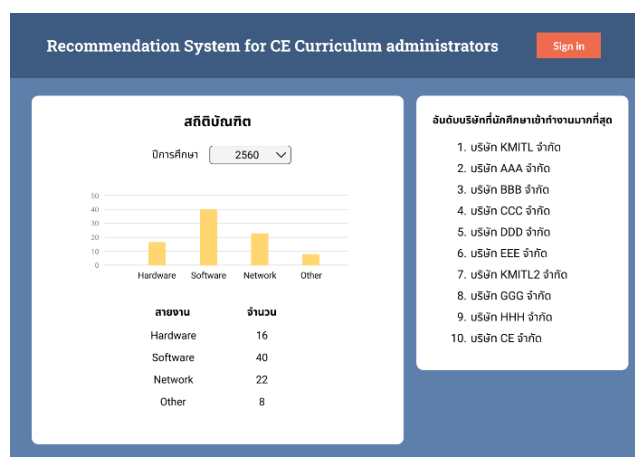 Recommendation System for CE Curriculum administrators
Sign in
สถิติบัณฑิต
ปีการศึกษา 2560
50
40
30
20
10
0
Hardware Software Network Other
สายงาน จำนวน
Hardware 16
Software 40
Network 22
Other 8
อันดับบริษัทที่นักศึกษาเข้าทำงานมากที่สุด
1. บริษัท KMITL จำกัด
2. บริษัท AAA จำกัด
3. บริษัท BBB จำกัด
4. บริษัท CCC จำกัด
5. บริษัท DDD จำกัด
6. บริษัท EEE จำกัด
7. บริษัท KMITL2 จำกัด
8. บริษัท GGG จำกัด
9. บริษัท HHH จำกัด
10. บริษัท CE จำกัด